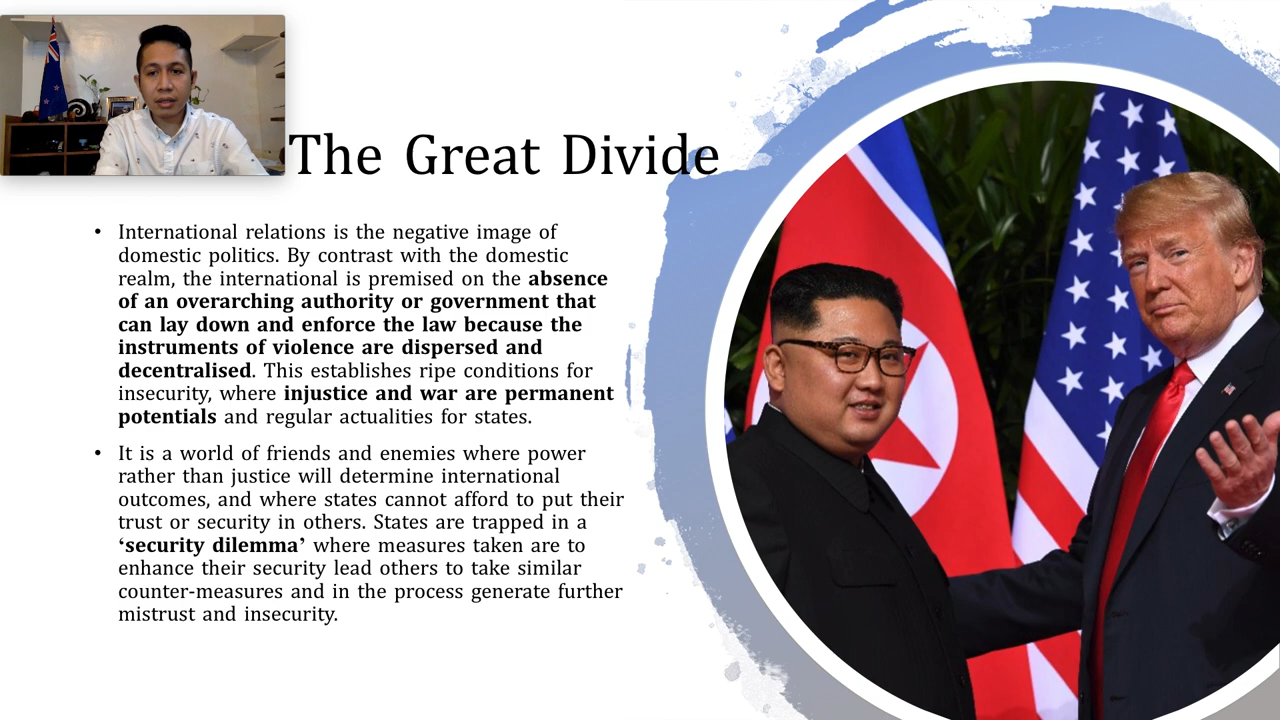 The Great Divide
• International relations is the negative image of
domestic politics. By contrast with the domestic
realm, the international is premised on the absence
of an overarching authority or government that
can lay down and enforce the law because the
instruments of violence are dispersed and
decentralised. This establishes ripe conditions for
insecurity, where injustice and war are permanent
potentials and regular actualities for states.
• It is a world of friends and enemies where power
rather than justice will determine international
outcomes, and where states cannot afford to put their
trust or security in others. States are trapped in a
‘security dilemma’ where measures taken are to
enhance their security lead others to take similar
counter-measures and in the process generate further
mistrust and insecurity.